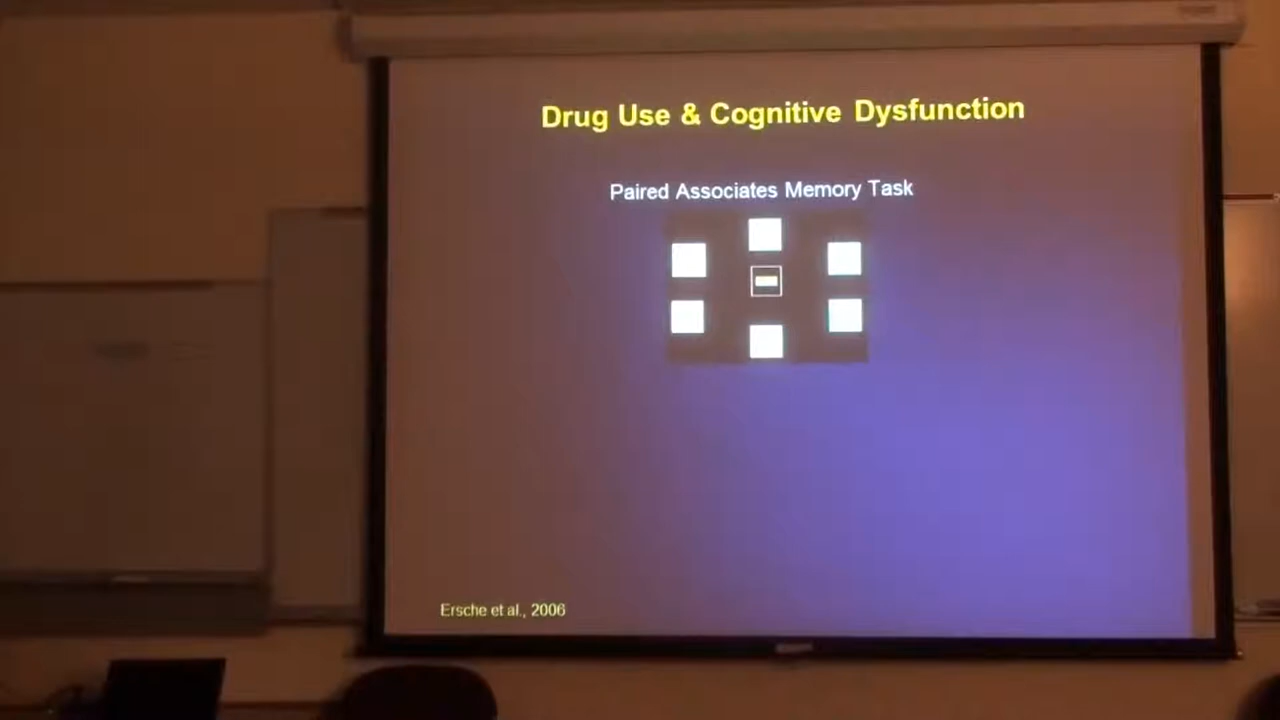 Drug Use & Cognitive Dysfunction
Paired Associates Memory Task
Ersche et al., 2006